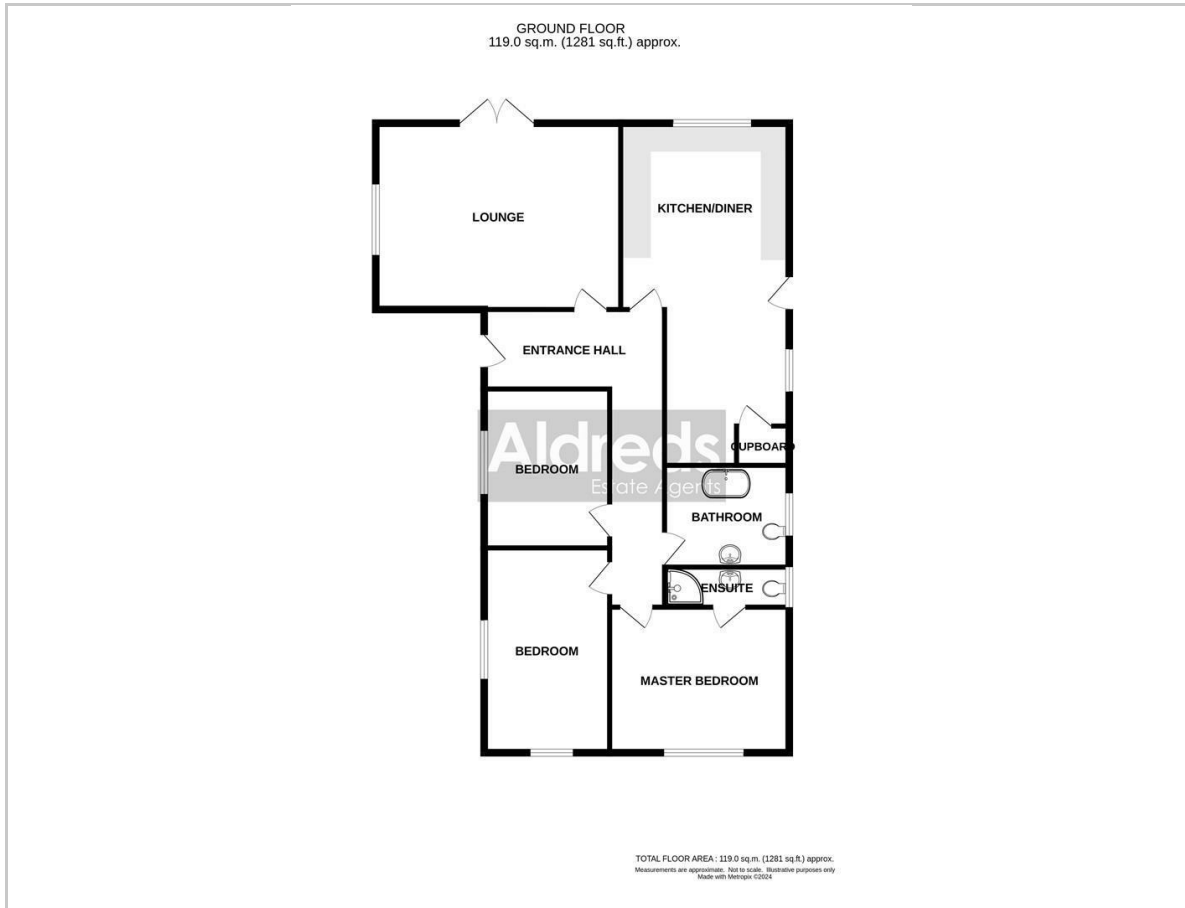 GROUND FLOOR
119.0 sq.m. (1281 sq.ft.) approx.
LOUNGE
KITCHEN/DINER
ENTRANCE HALL
Aldreds
Estate Agents
CUPBOARD
BEDROOM
BATHROOM
ENSUITE
BEDROOM
MASTER BEDROOM
TOTAL FLOOR AREA : 119.0 sq.m. (1281 sq.ft.) approx.
Measurements are approximate. Not to scale. Illustrative purposes only
Made with Metropix ©2024